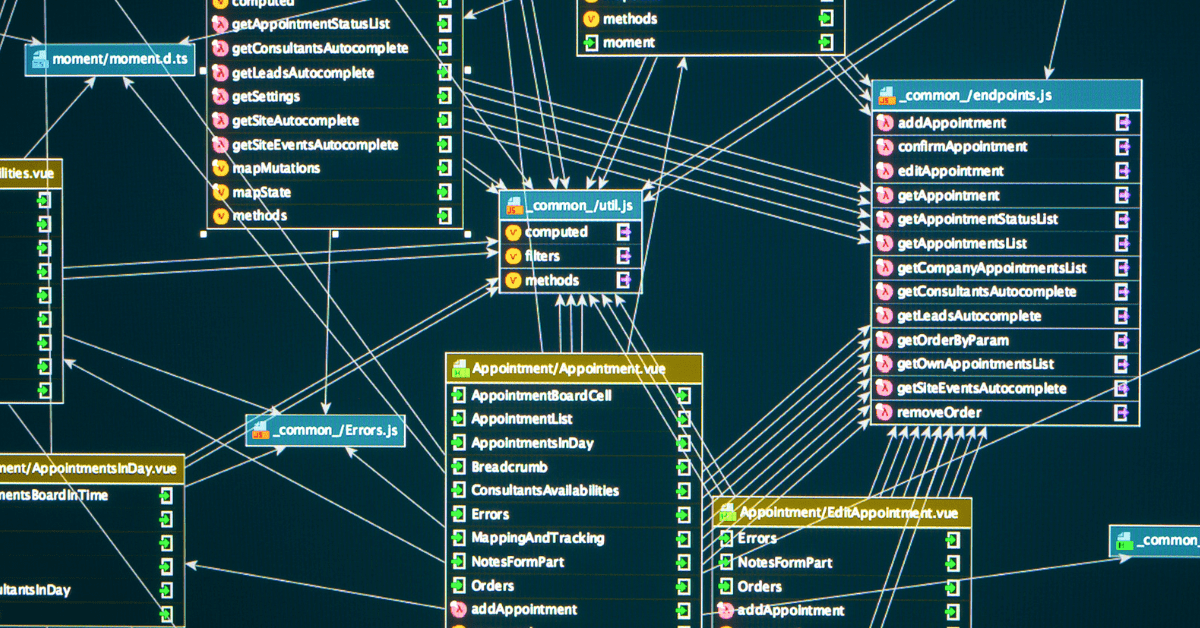 computed
getAppointmentStatusList
getConsultantsAutocomplete
getLeadsAutocomplete
getSettings
getSiteAutocomplete
getSiteEventsAutocomplete
mapMutations
mapState
methods
moment/moment.d.ts
methods
moment
_common_/endpoints.js
addAppointment
confirmAppointment
editAppointment
getAppointment
getAppointmentStatusList
getAppointmentsList
getCompanyAppointmentsList
getConsultantsAutocomplete
getLeadsAutocomplete
getOrderByParam
getOwnAppointmentsList
getSiteEventsAutocomplete
removeOrder
ilities.vue
_common_/util.js
computed
filters
methods
_common_/Errors.js
Appointment/Appointment.vue
AppointmentBoardCell
AppointmentList
AppointmentsInDay
Breadcrumb
ConsultantsAvailabilities
Errors
MappingAndTracking
NotesFormPart
Orders
addAppointment
ment/AppointmentsInDay.vue
mentsBoardInTime
ultantsInDay
Appointment/EditAppointment.vue
Errors
NotesFormPart
Orders
addAppointment
_common_